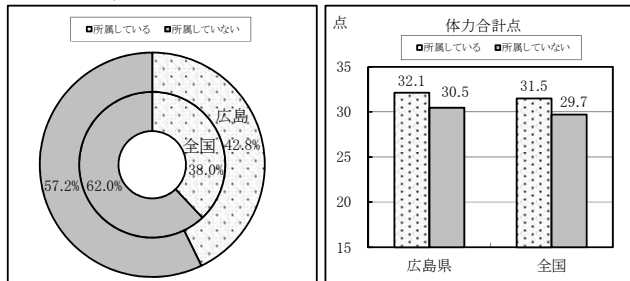 □所属している ■所属していない
広島
42.8%
全国
38.0%
57.2%
62.0%
点
体力合計点
□所属している ■所属していない
35
30
25
20
15
32.1
30.5
31.5
29.7
広島県
全国